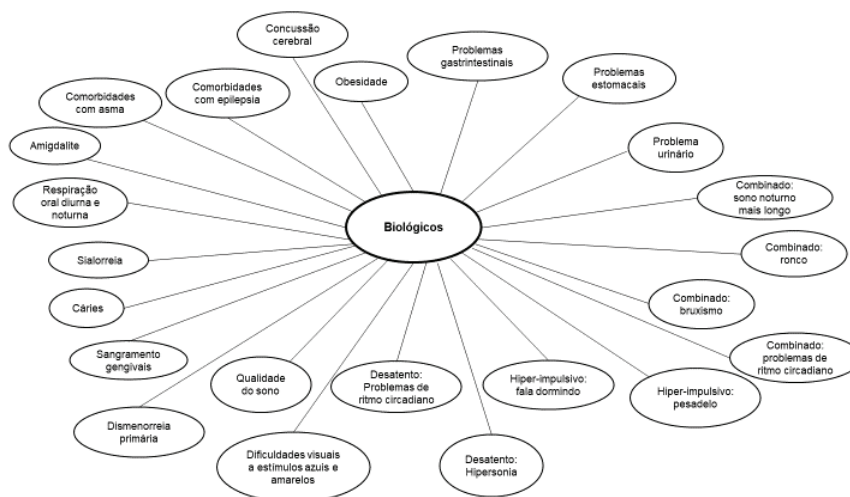 Concussão
cerebral
Problemas
gastrintestinais
Obesidade
Problemas
estomacais
Comorbidades
com epilepsia
Comorbidades
com asma
Amigdalite
Problema
urinário
Respiração
oral diurna e
noturna
Combinado:
sono noturno
mais longo
Biológicos
Sialorreia
Combinado:
ronco
Cáries
Combinado:
bruxismo
Sangramento
gengivais
Combinado:
problemas de
ritmo circadiano
Qualidade
do sono
Desatento:
Problemas de
ritmo circadiano
Hiper-impulsivo:
fala dormindo
Hiper-impulsivo:
pesadelo
Dismenorreia
primária
Dificuldades visuais
a estímulos azuis e
amarelos
Desatento:
Hipersonia